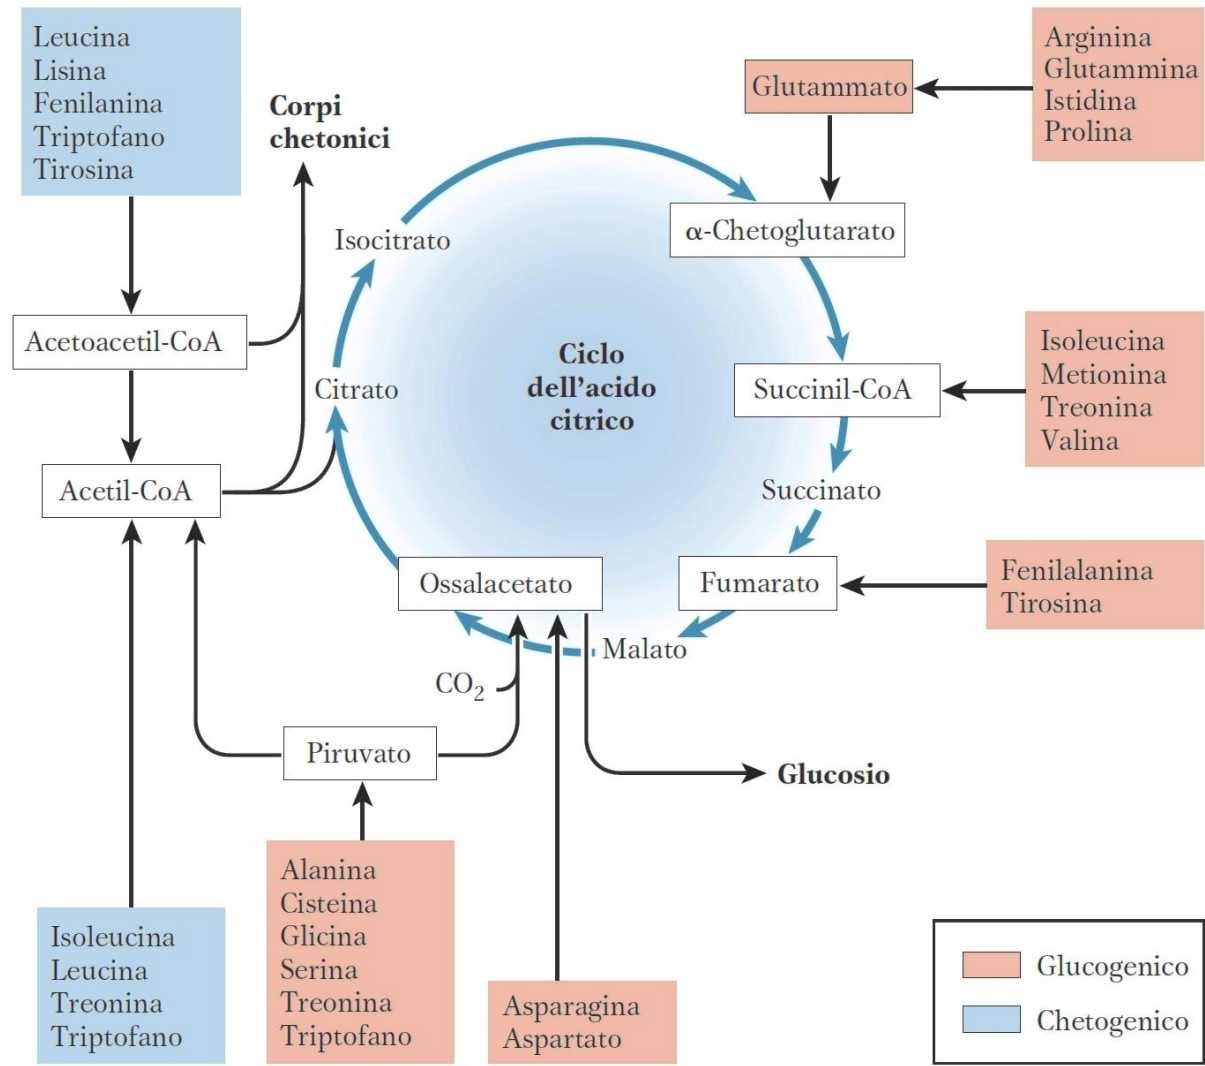 Leucina
Lisina
Fenilanina
Triptofano
Tirosina
Corpi
chetonici
Glutammato
Arginina
Glutammina
Istidina
Prolina
Isocitrato
α-Chetoglutarato
Acetoacetil-CoA
Citrato
Ciclo
dell'acido
citrico
Succinil-CoA
Isoleucina
Metionina
Treonina
Valina
Acetil-CoA
Succinato
Ossalacetato
Fumarato
Fenilalanina
Tirosina
Malato
CO₂
Piruvato
Glucosio
Alanina
Cisteina
Glicina
Serina
Treonina
Triptofano
Isoleucina
Leucina
Treonina
Triptofano
Asparagina
Aspartato
Glucogenico
Chetogenico